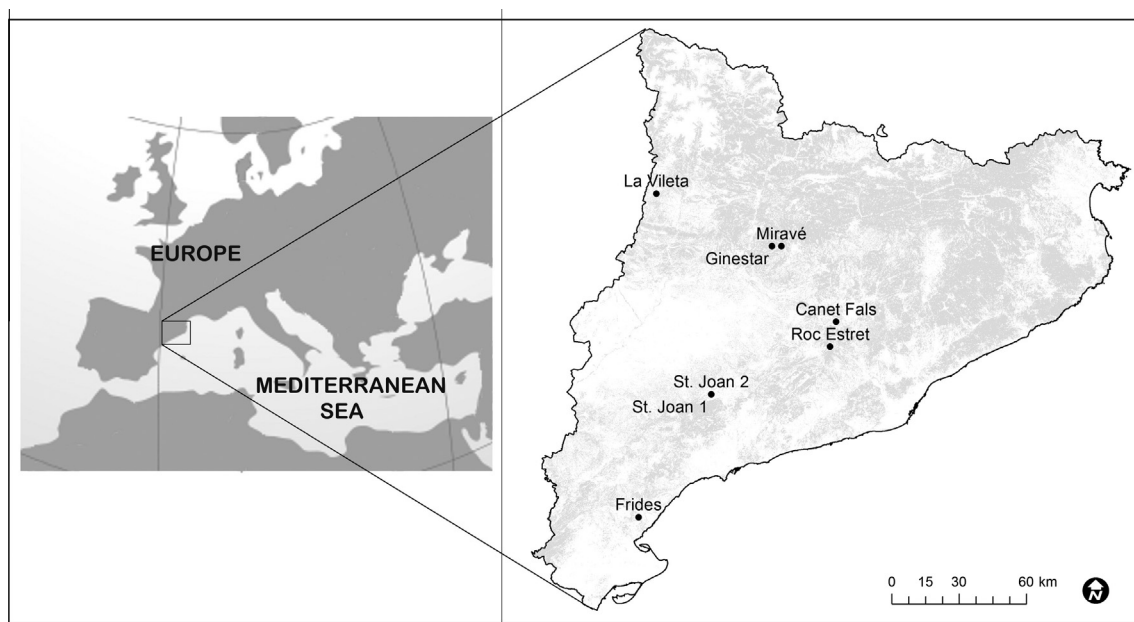 EUROPE
MEDITERRANEAN
SEA
La Vileta
Miravé
Ginestar
Canet Fals
Roc Estret
St. Joan 2
St. Joan 1
Frides
0 15 30 60 km
N